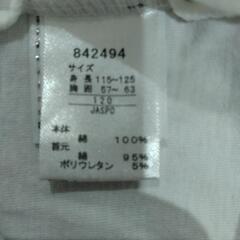 842494
サイズ
身長 115~125
胸囲 57~ 63
120
JASPO
本体
綿 100%
首元
綿 95%
ポリウレタン 5%